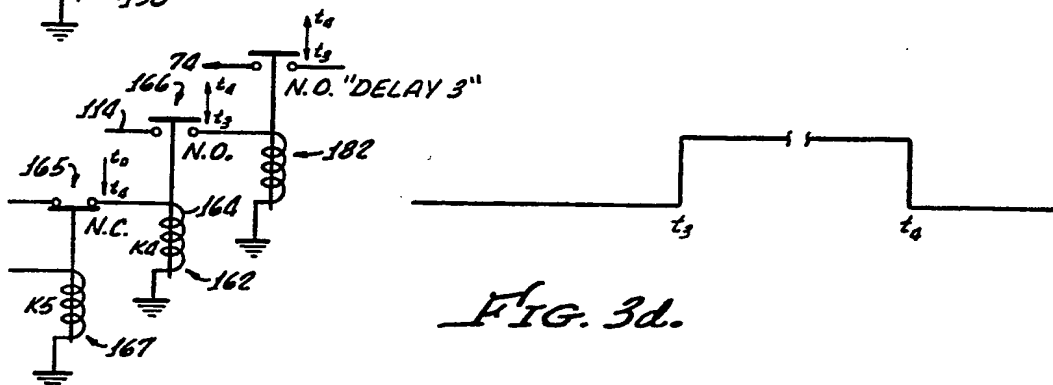 t4
t3
74
N.O. "DELAY 3"
166
t4
t3
114
N.O.
182
165
t0
t4
N.C.
164
K4
162
K5
167
t3
t4
FIG. 3d.